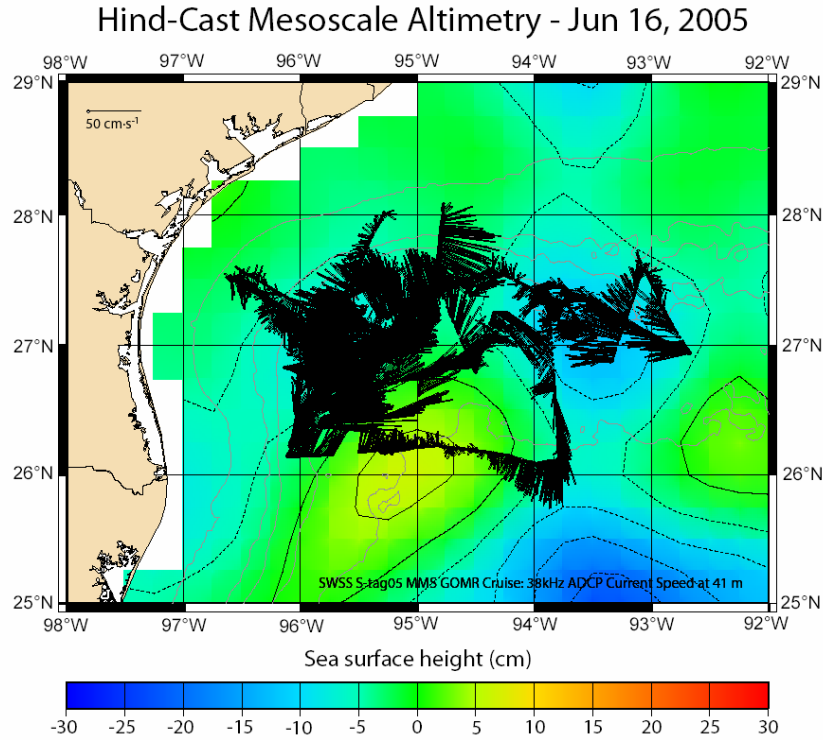 Hind-Cast Mesoscale Altimetry - Jun 16, 2005
98°W 97°W 96°W 95°W 94°W 93°W 92°W
29°N 29°N
50 cm·s-1
28°N 28°N
27°N 27°N
26°N 26°N
SWSS S-tag05 MMS GOMR Cruise: 38kHz ADCP Current Speed at 41 m
25°N 25°N
98°W 97°W 96°W 95°W 94°W 93°W 92°W
Sea surface height (cm)
-30 -25 -20 -15 -10 -5 0 5 10 15 20 25 30